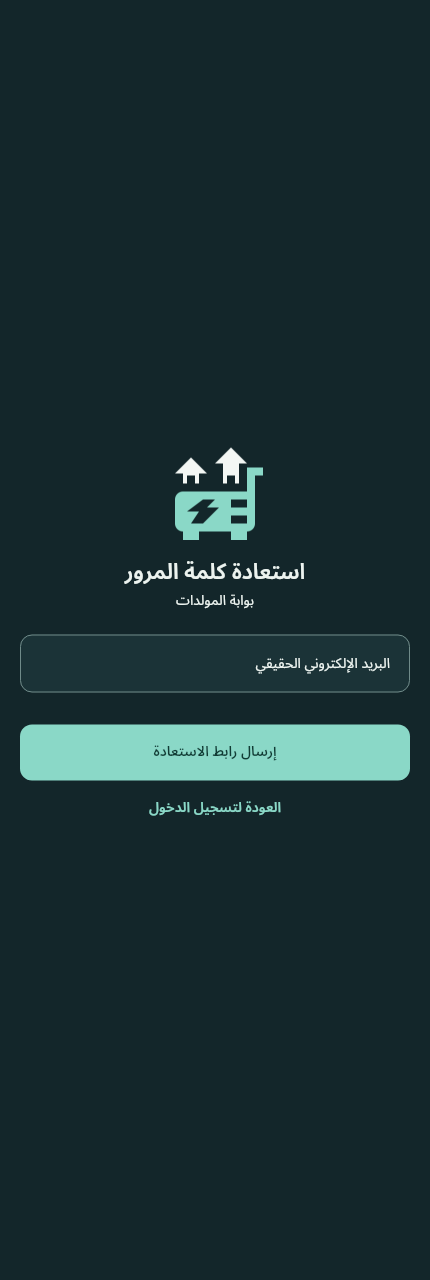 استعادة كلمة المرور
بوابة المولدات
البريد الإلكتروني الحقيقي
إرسال رابط الاستعادة
العودة لتسجيل الدخول